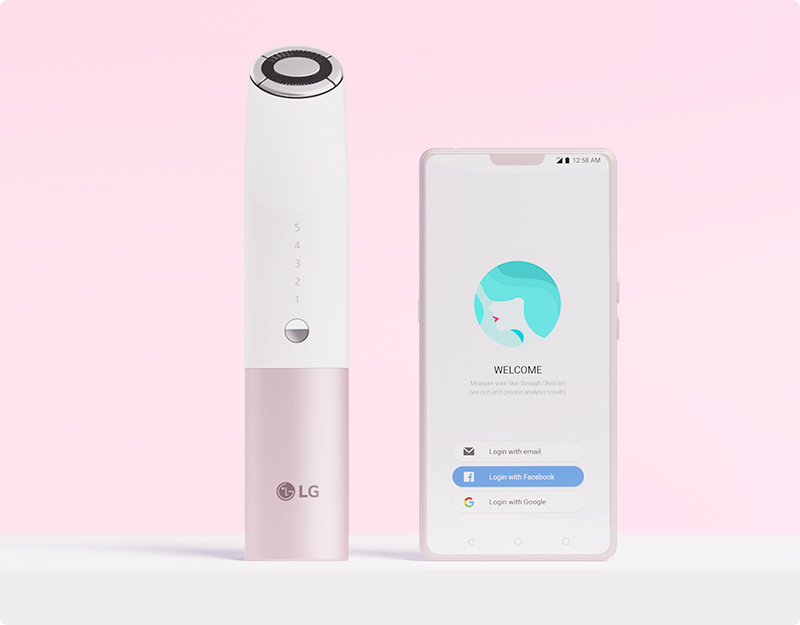 5
4
3
2
1
LG
12:58 AM
WELCOME
Measure your skin through Skincare
See rich and precise analysis results.
Login with email
Login with Facebook
Login with Google